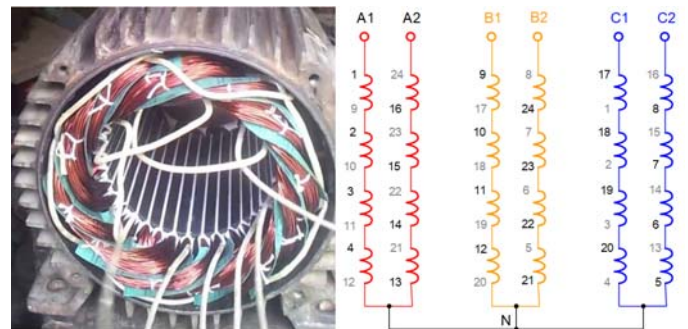 A1 A2 B1 B2 C1 C2
1 24 9 8 17 16
9 16 17 24 1 8
2 23 10 7 18 15
10 15 18 23 2 7
3 22 11 6 19 14
11 14 19 22 3 6
4 21 12 5 20 13
12 13 20 21 4 5
N